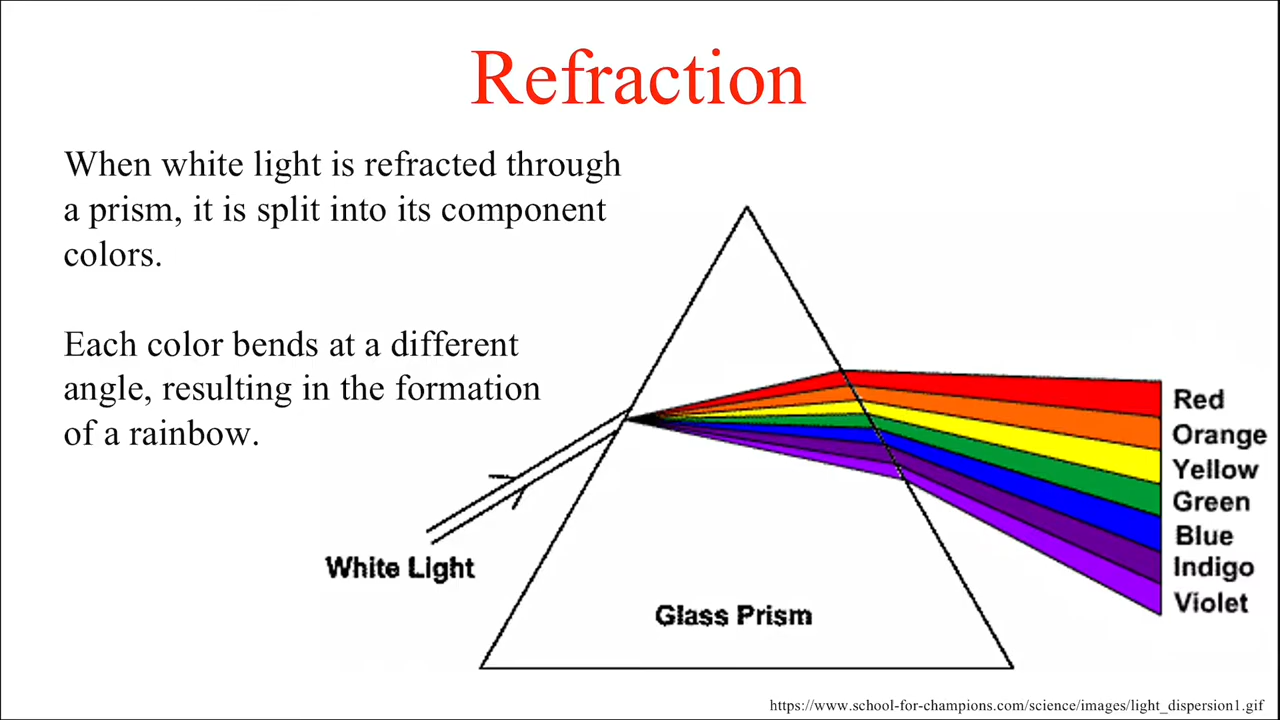 Refraction
When white light is refracted through
a prism, it is split into its component
colors.
Each color bends at a different
angle, resulting in the formation
of a rainbow.
White Light
Glass Prism
Red
Orange
Yellow
Green
Blue
Indigo
Violet
https://www.school-for-champions.com/science/images/light_dispersion1.gif